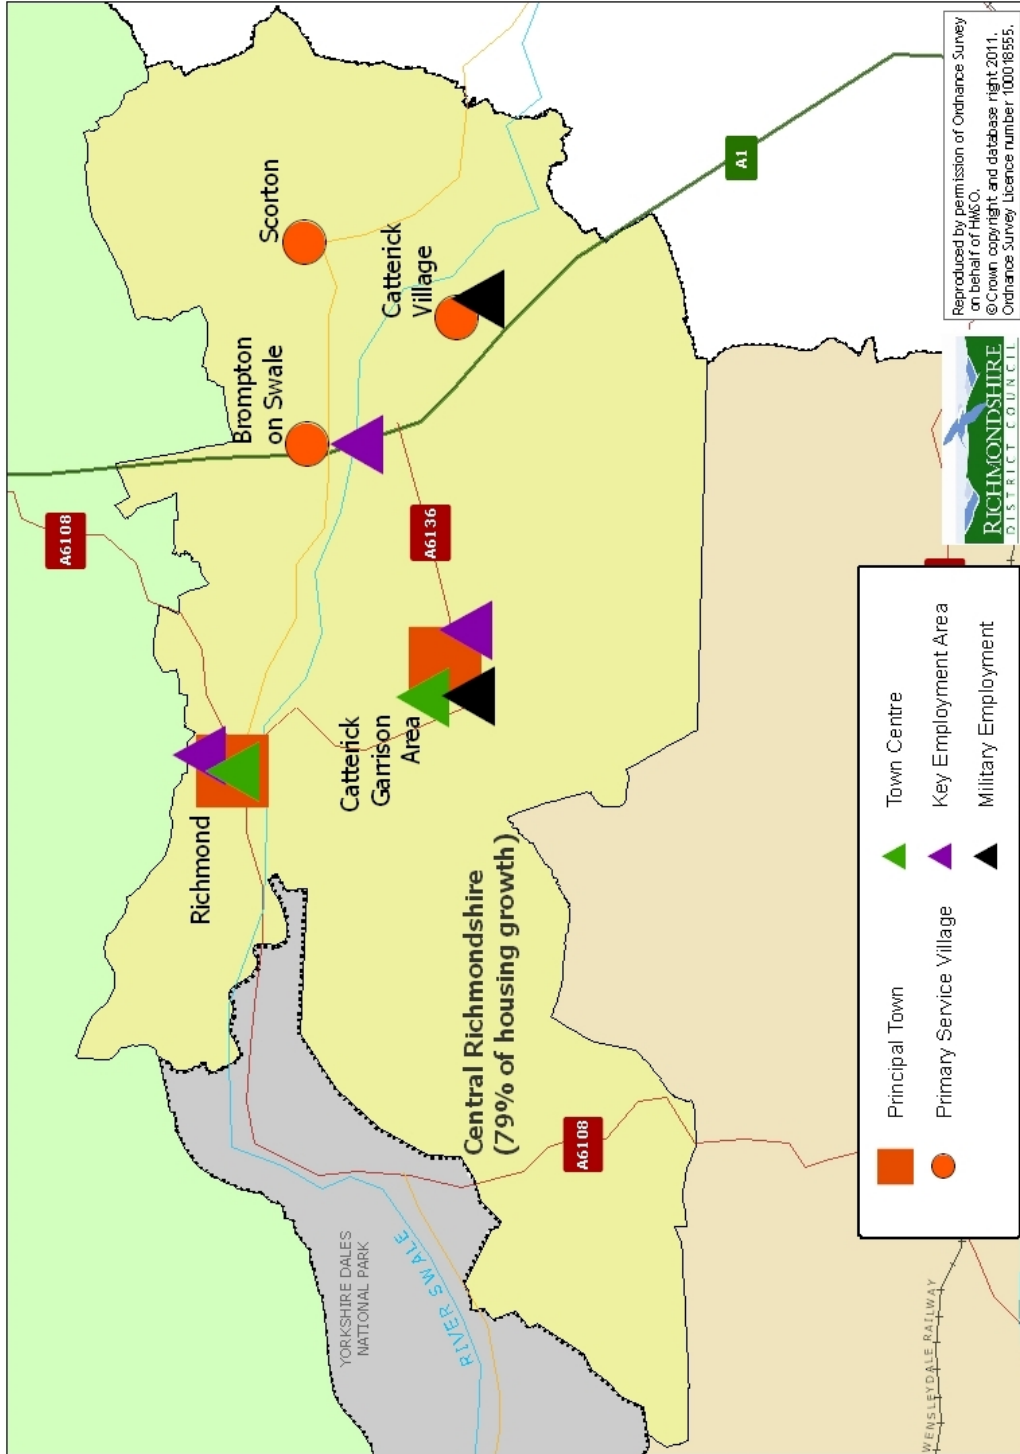 A6108
Richmond
Brompton
on Swale
Scorton
Catterick
Village
Catterick
Garrison
Area
A6136
A1
Central Richmondshire
(79% of housing growth)
A6108
YORKSHIRE DALES
NATIONAL PARK
RIVER SWALE
WENSLEYDALE RAILWAY
Principal Town
Town Centre
Primary Service Village
Key Employment Area
Military Employment
RICHMONDSHIRE
DISTRICT COUNCIL
Reproduced by permission of Ordnance Survey
on behalf of HMSO.
© Crown copyright and database right 2011.
Ordnance Survey Licence number 100018555.